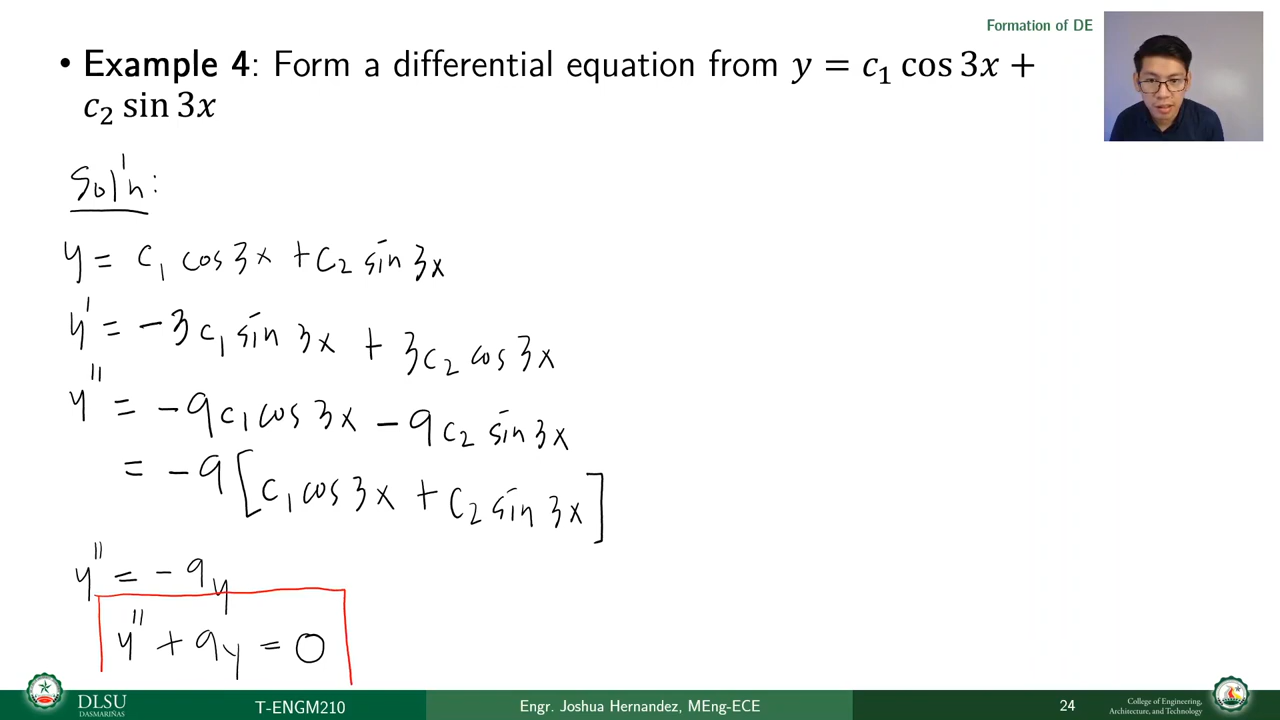 Formation of DE
• Example 4: Form a differential equation from y = c₁ cos 3x +
c₂ sin 3x
Sol'n:
y = c₁ cos 3x + c₂ sin 3x
y' = -3c₁ sin 3x + 3c₂ cos 3x
y'' = -9c₁ cos 3x - 9c₂ sin 3x
= -9[c₁ cos 3x + c₂ sin 3x]
y'' = -9y
y'' + 9y = 0
DLSU
DASMARIÑAS
T-ENGM210
Engr. Joshua Hernandez, MEng-ECE
24
College of Engineering,
Architecture, and Technology